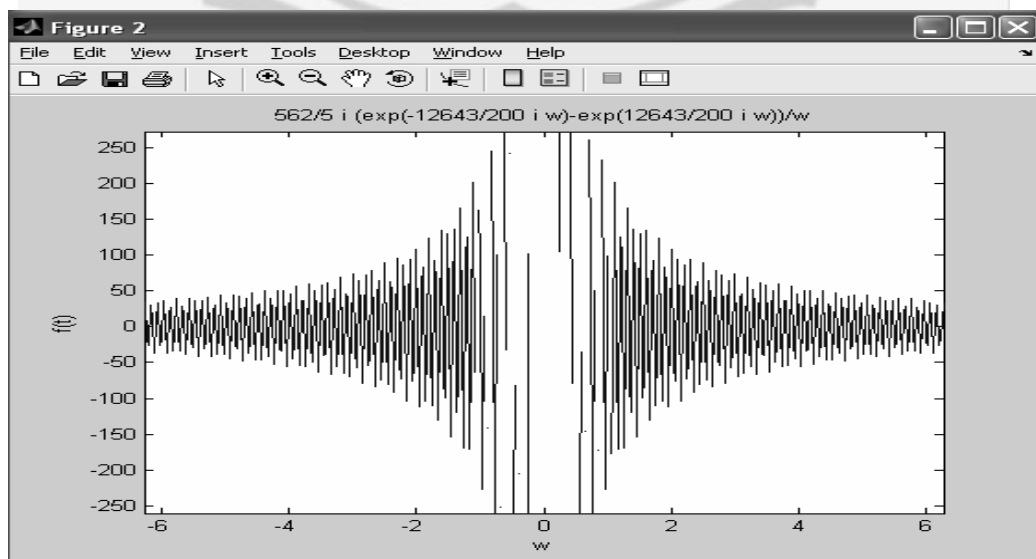 Figure 2
File Edit View Insert Tools Desktop Window Help
562/5 i (exp(-12643/200 i w)-exp(12643/200 i w))/w
250
200
150
100
50
0
-50
-100
-150
-200
-250
f(t)
-6 -4 -2 0 2 4 6
w